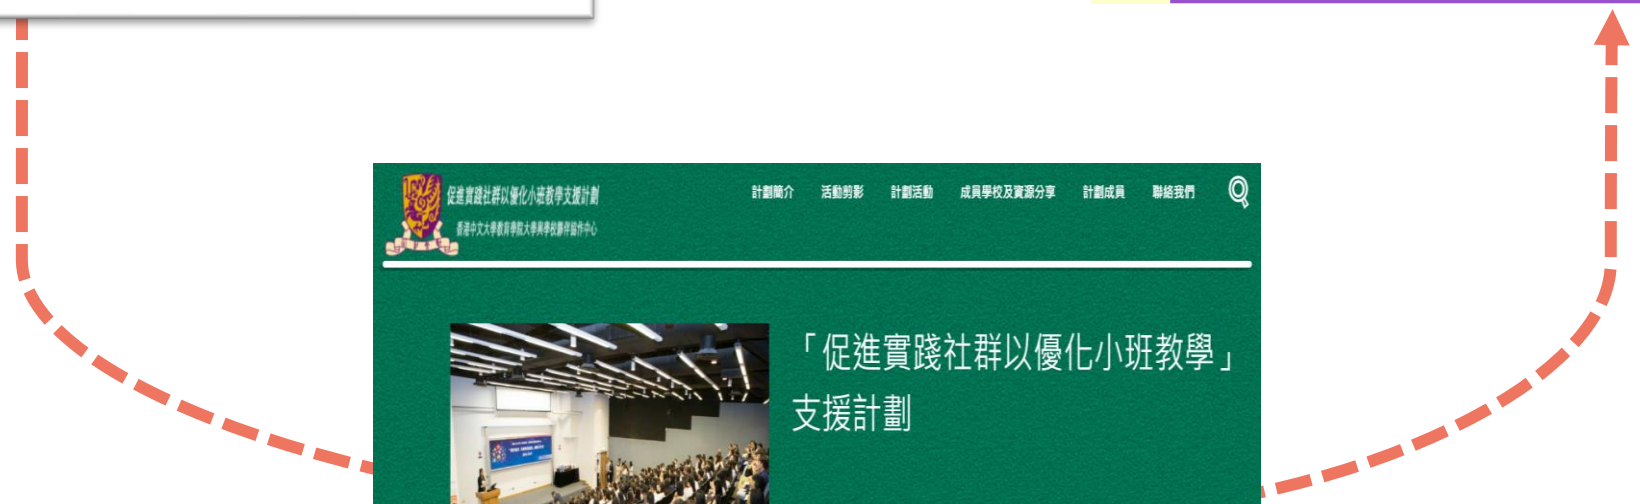 促進實踐社群以優化小班教學支援計劃
香港中文大學教育學院大學與學校夥伴協作中心
計劃簡介 活動剪影 計劃活動 成員學校及資源分享 計劃成員 聯絡我們
「促進實踐社群以優化小班教學」
支援計劃